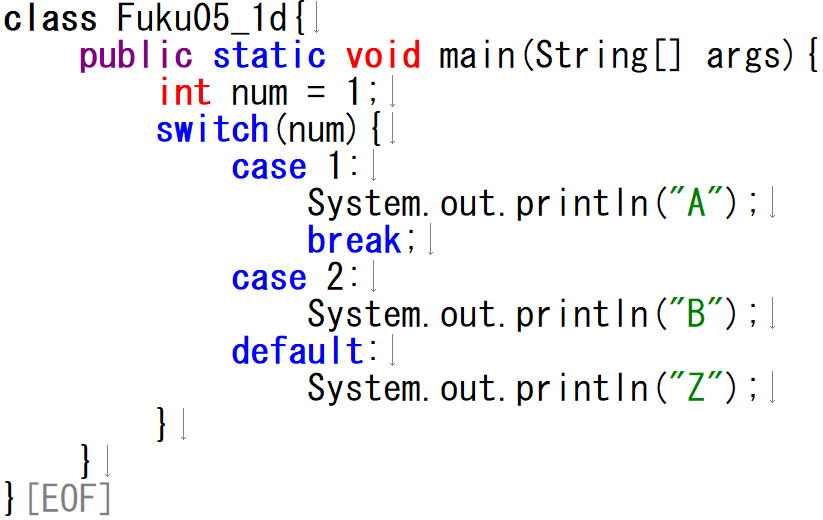 class Fuku05_1d{↓
    public static void main(String[] args){
        int num = 1;↓
        switch(num){↓
            case 1:↓
                System.out.println("A");↓
                break;↓
            case 2:↓
                System.out.println("B");↓
            default:↓
                System.out.println("Z");↓
        }↓
    }↓
}[EOF]